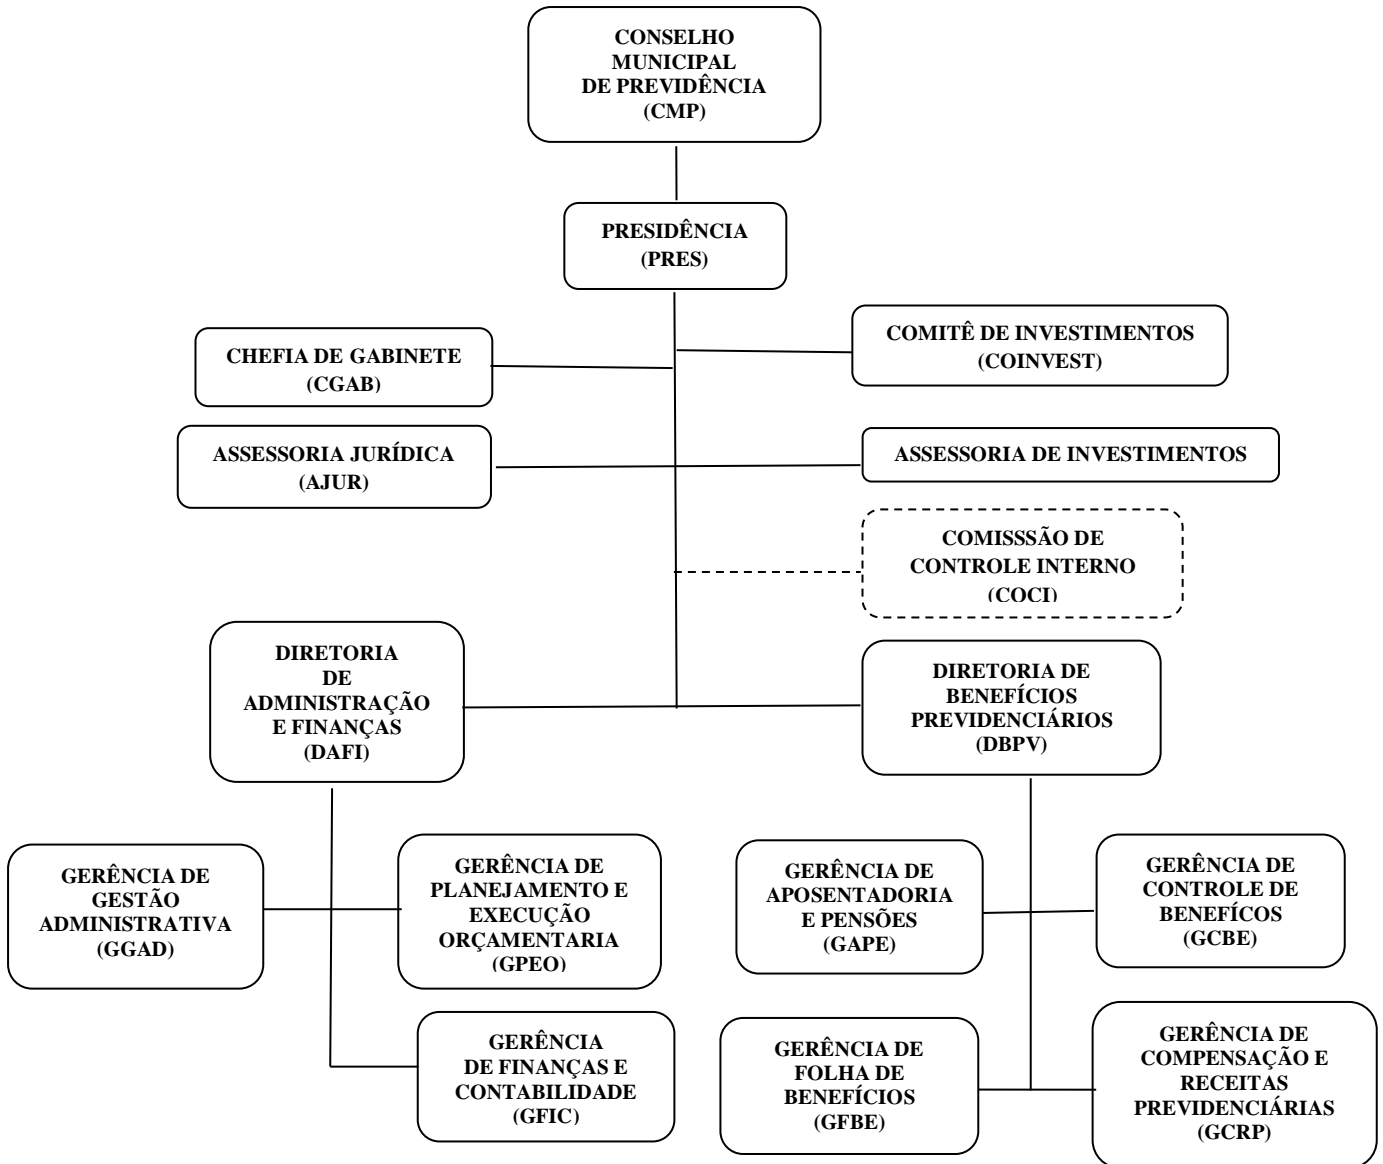 CONSELHO
MUNICIPAL
DE PREVIDÊNCIA
(CMP)
PRESIDÊNCIA
(PRES)
CHEFIA DE GABINETE
(CGAB)
COMITÊ DE INVESTIMENTOS
(COINVEST)
ASSESSORIA JURÍDICA
(AJUR)
ASSESSORIA DE INVESTIMENTOS
COMISSSÃO DE
CONTROLE INTERNO
(COCI)
DIRETORIA
DE
ADMINISTRAÇÃO
E FINANÇAS
(DAFI)
DIRETORIA DE
BENEFÍCIOS
PREVIDENCIÁRIOS
(DBPV)
GERÊNCIA DE
GESTÃO
ADMINISTRATIVA
(GGAD)
GERÊNCIA DE
PLANEJAMENTO E
EXECUÇÃO
ORÇAMENTARIA
(GPEO)
GERÊNCIA DE
APOSENTADORIA
E PENSÕES
(GAPE)
GERÊNCIA DE
CONTROLE DE
BENEFÍCOS
(GCBE)
GERÊNCIA
DE FINANÇAS E
CONTABILIDADE
(GFIC)
GERÊNCIA DE
FOLHA DE
BENEFÍCIOS
(GFBE)
GERÊNCIA DE
COMPENSAÇÃO E
RECEITAS
PREVIDENCIÁRIAS
(GCRP)